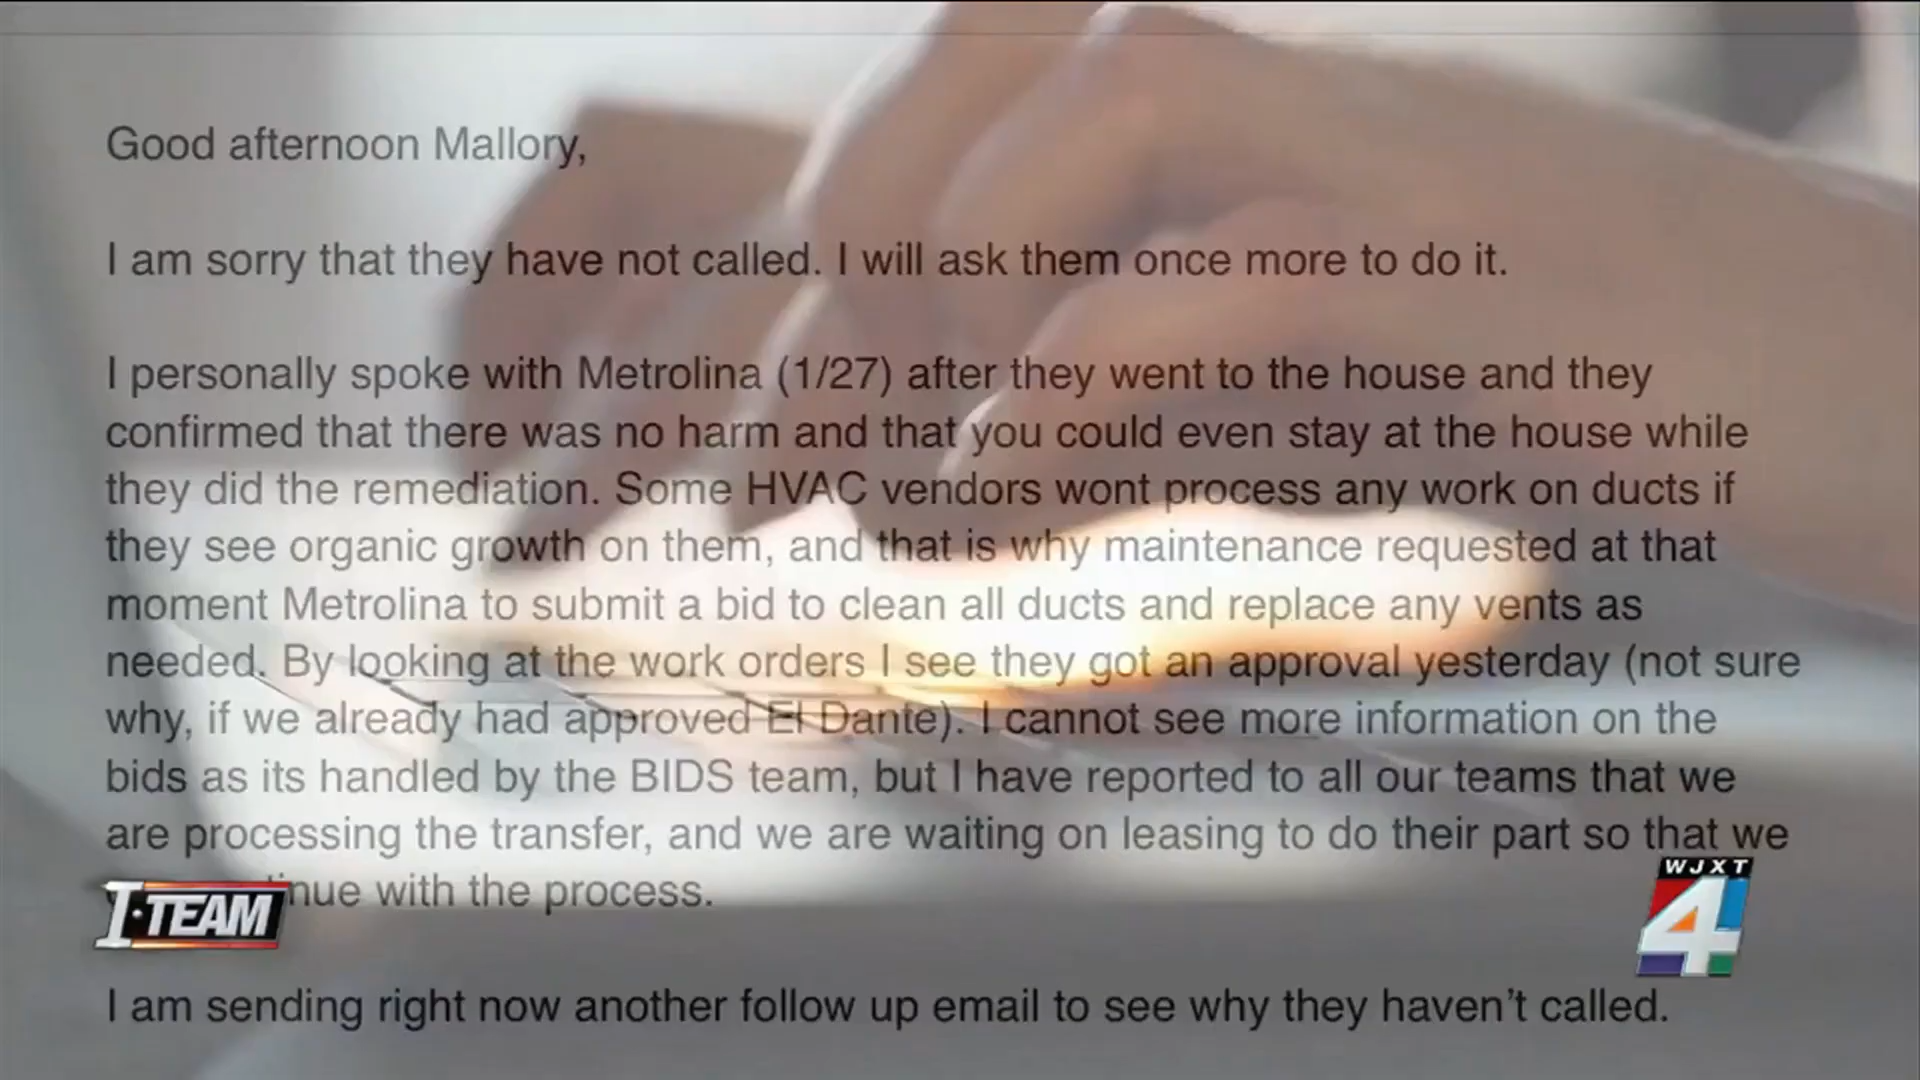 Good afternoon Mallory,
I am sorry that they have not called. I will ask them once more to do it.
I personally spoke with Metrolina (1/27) after they went to the house and they
confirmed that there was no harm and that you could even stay at the house while
they did the remediation. Some HVAC vendors wont process any work on ducts if
they see organic growth on them, and that is why maintenance requested at that
moment Metrolina to submit a bid to clean all ducts and replace any vents as
needed. By looking at the work orders I see they got an approval yesterday (not sure
why, if we already had approved El Dante). I cannot see more information on the
bids as its handled by the BIDS team, but I have reported to all our teams that we
are processing the transfer, and we are waiting on leasing to do their part so that we
with the process.
I-TEAM
WJXT
4
I am sending right now another follow up email to see why they haven't called.